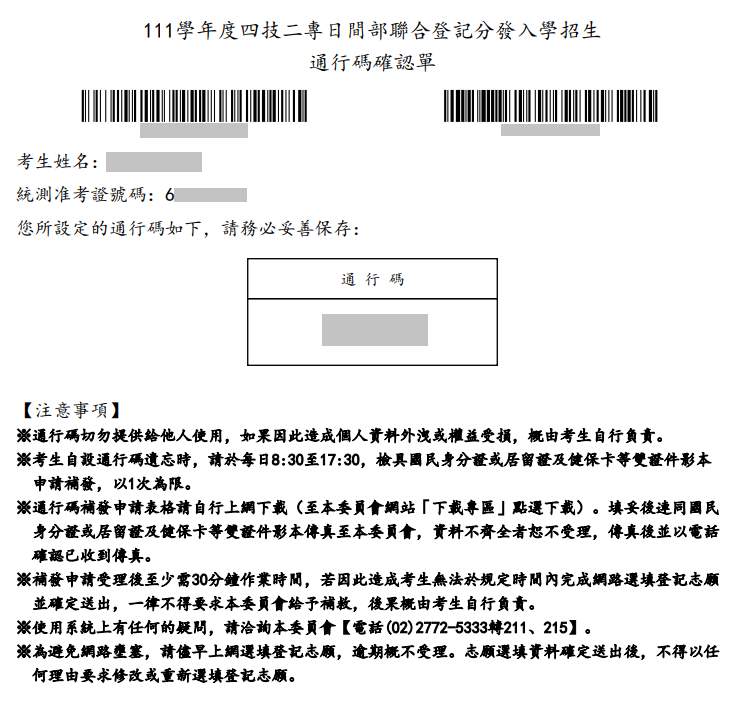 111學年度四技二專日間部聯合登記分發入學招生
通行碼確認單
考生姓名：
統測准考證號碼：6
您所設定的通行碼如下，請務必妥善保存：
通 行 碼
【注意事項】
※通行碼切勿提供給他人使用，如果因此造成個人資料外洩或權益受損，概由考生自行負責。
※考生自設通行碼遺忘時，請於每日8:30至17:30，檢具國民身分證或居留證及健保卡等雙證件影本
申請補發，以1次為限。
※通行碼補發申請表格請自行上網下載（至本委員會網站「下載專區」點選下載）。填妥後連同國民
身分證或居留證及健保卡等雙證件影本傳真至本委員會，資料不齊全者恕不受理，傳真後並以電話
確認已收到傳真。
※補發申請受理後至少需30分鐘作業時間，若因此造成考生無法於規定時間內完成網路選填登記志願
並確定送出，一律不得要求本委員會給予補救，後果概由考生自行負責。
※使用系統上有任何的疑問，請洽詢本委員會【電話(02)2772-5333轉211、215】。
※為避免網路壅塞，請儘早上網選填登記志願，逾期概不受理。志願選填資料確定送出後，不得以任
何理由要求修改或重新選填登記志願。